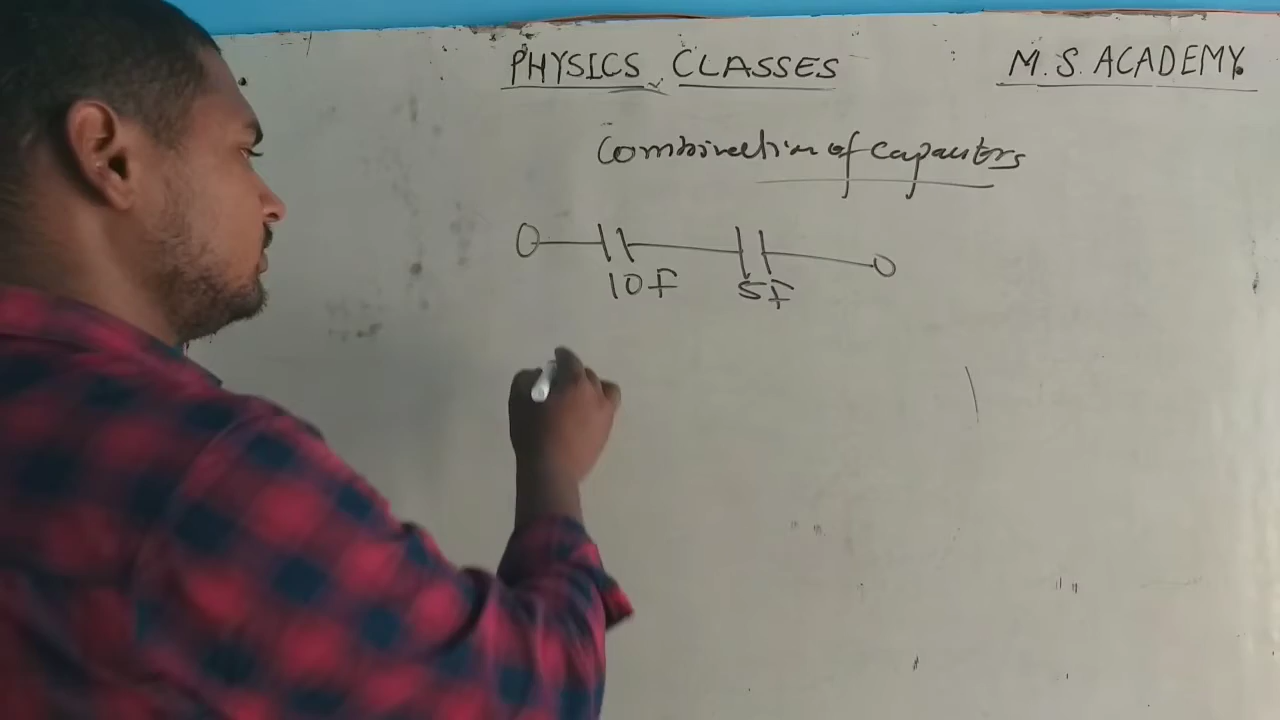 PHYSICS CLASSES M. S. ACADEMY.
Combination of capacitors
10F 5F